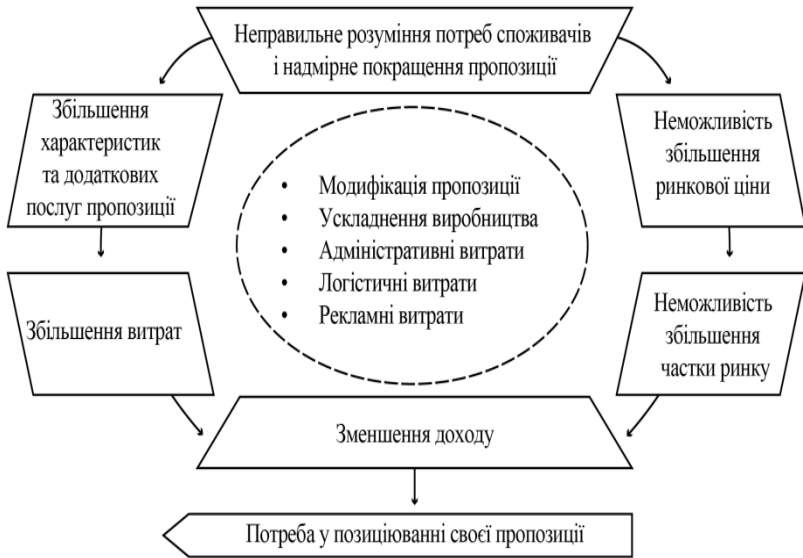 Неправильне розуміння потреб споживачів
і надмірне покращення пропозиції
Збільшення
характеристик
та додаткових
послуг пропозиції
Неможливість
збільшення
ринкової ціни
• Модифікація пропозиції
• Ускладнення виробництва
• Адміністративні витрати
• Логістичні витрати
• Рекламні витрати
Збільшення витрат
Неможливість
збільшення
частки ринку
Зменшення доходу
Потреба у позиціюванні своєї пропозиції